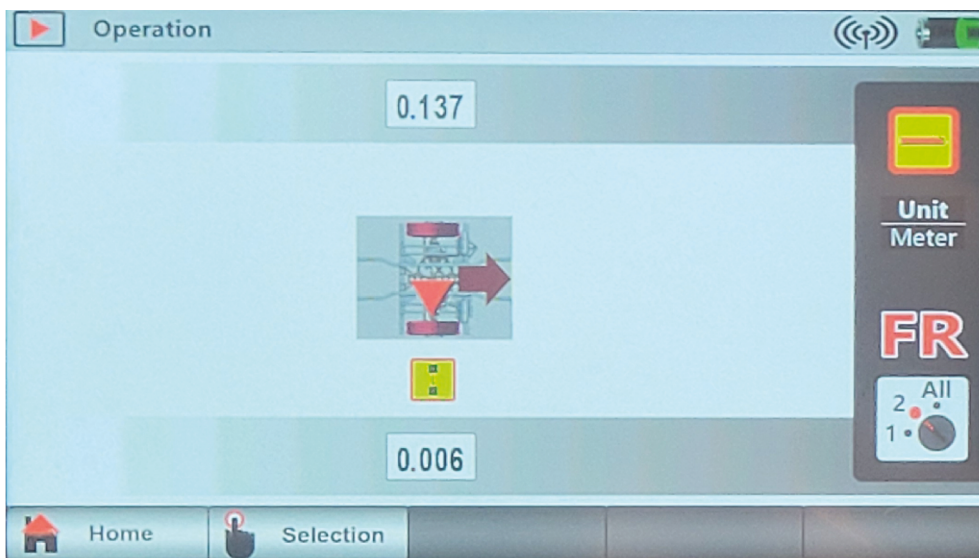 Operation
0.137
Unit
Meter
FR
All
2
1
0.006
Home
Selection